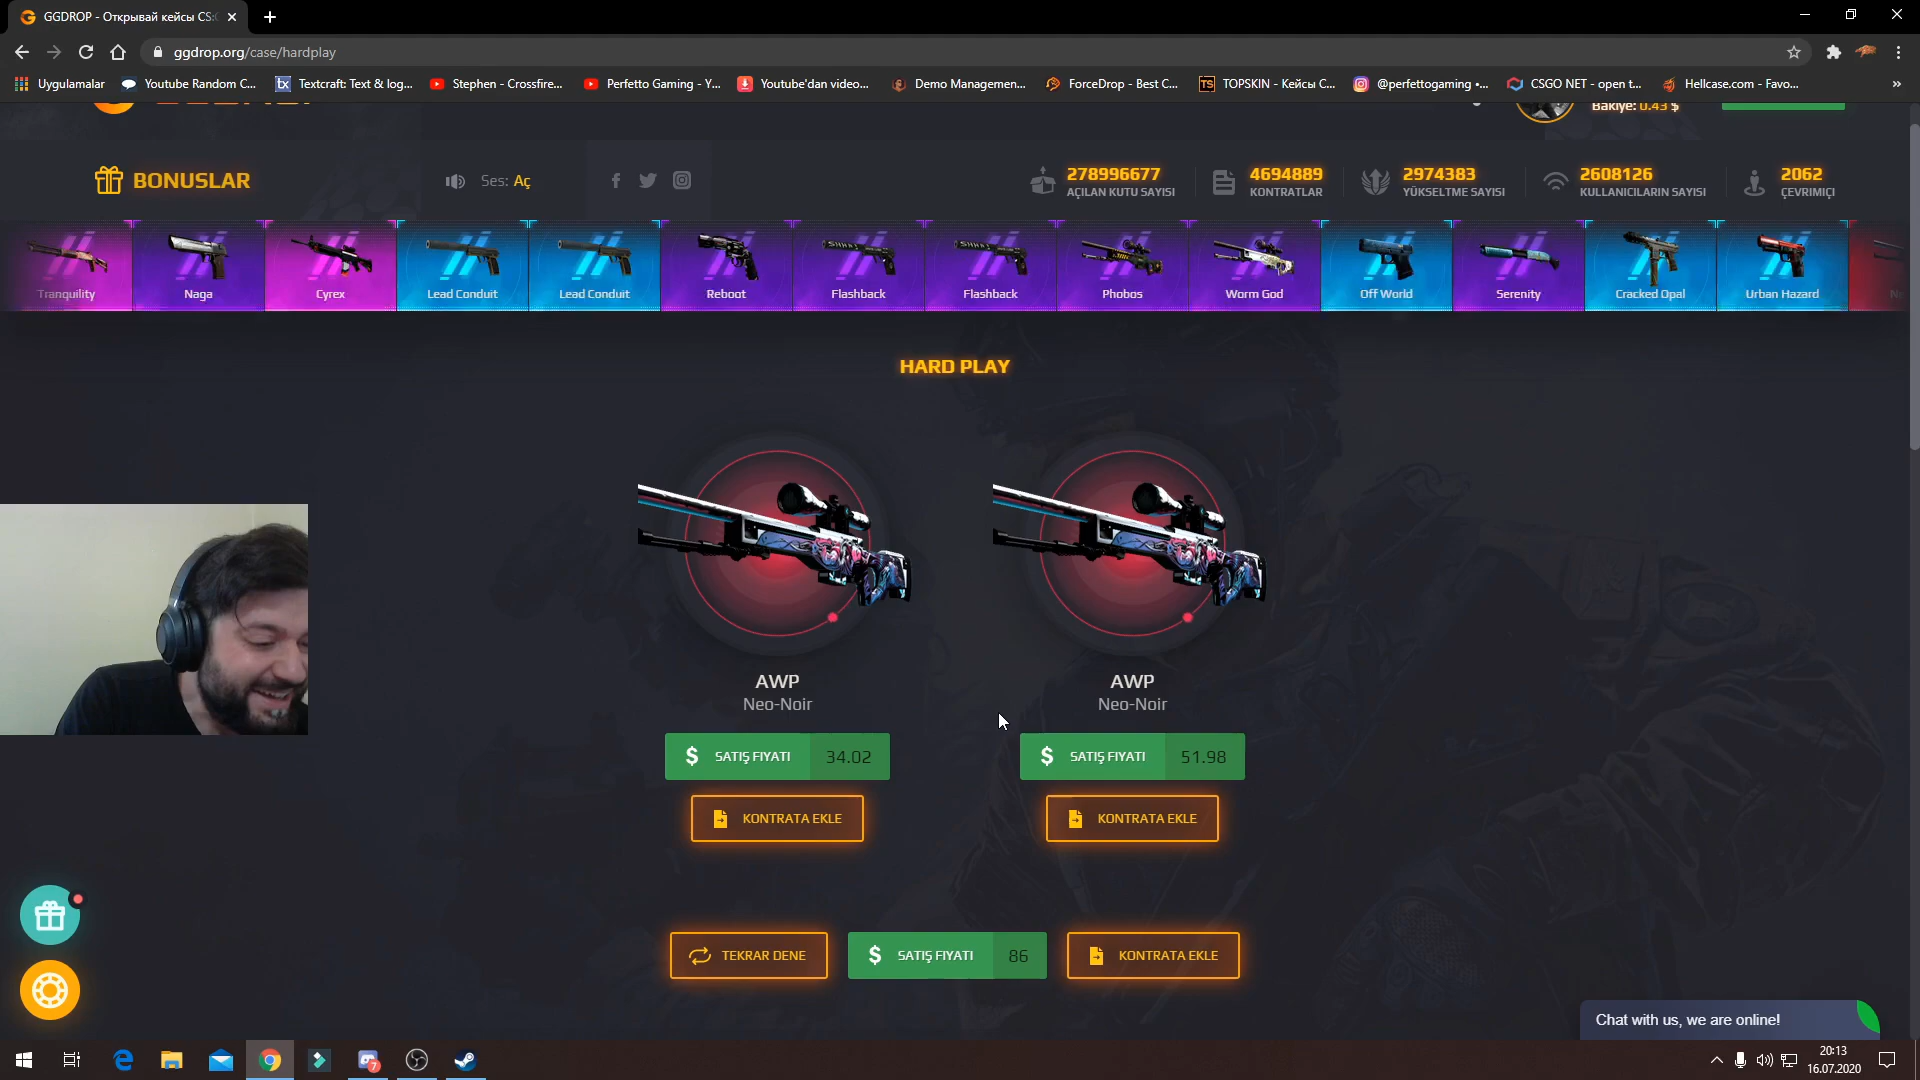 GGDROP - Открывай кейсы CS:
ggdrop.org/case/hardplay
Uygulamalar
Youtube Random C...
Textcraft: Text & log...
Stephen - Crossfire...
Perfetto Gaming - Y...
Youtube'dan video...
Demo Managemen...
ForceDrop - Best C...
TOPSKIN - Кейсы C...
@perfettogaming •...
CSGO NET - open t...
Hellcase.com - Favo...
Bakiye: 0.43 $
BONUSLAR
Ses: Aç
278996677
AÇILAN KUTU SAYISI
4694889
KONTRATLAR
2974383
YÜKSELTME SAYISI
2608126
KULLANICILARIN SAYISI
2062
ÇEVRIMIÇI
Tranquility
Naga
Cyrex
Lead Conduit
Lead Conduit
Reboot
Flashback
Flashback
Phobos
Worm God
Off World
Serenity
Cracked Opal
Urban Hazard
HARD PLAY
AWP
Neo-Noir
AWP
Neo-Noir
$ SATIŞ FIYATI 34.02
$ SATIŞ FIYATI 51.98
KONTRATA EKLE
KONTRATA EKLE
TEKRAR DENE
$ SATIŞ FIYATI 86
KONTRATA EKLE
Chat with us, we are online!
7
20:13
16.07.2020